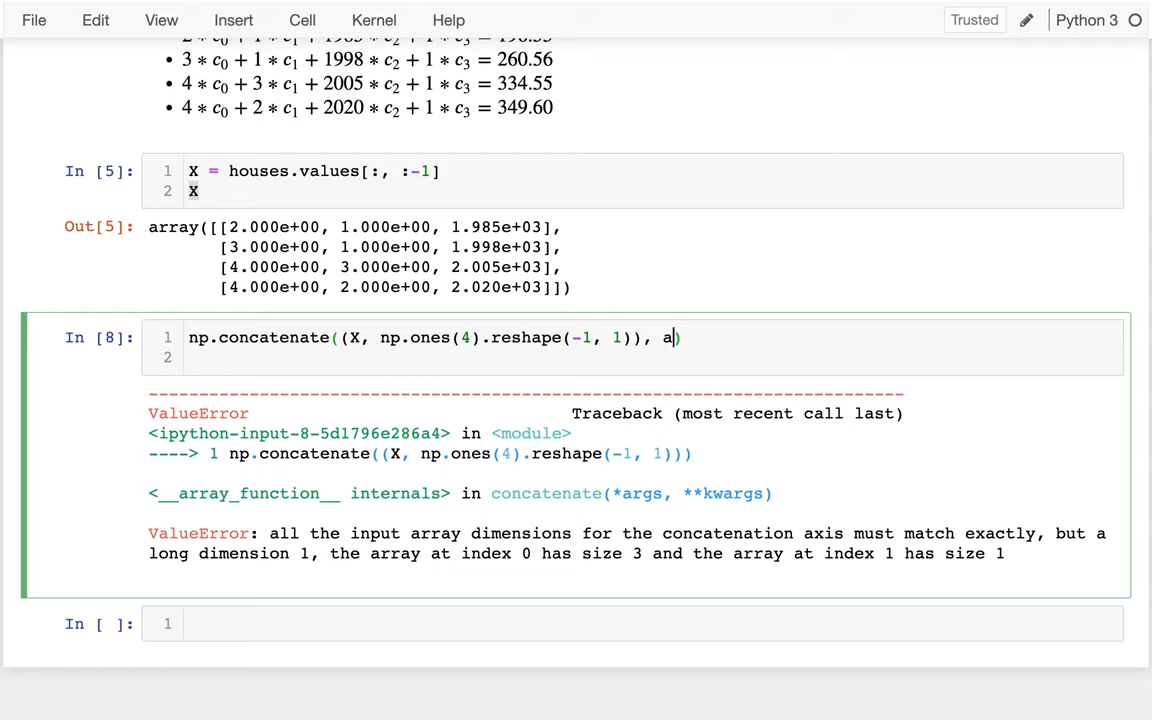 File Edit View Insert Cell Kernel Help Trusted Python 3
• 3 ∗ c₀ + 1 ∗ c₁ + 1998 ∗ c₂ + 1 ∗ c₃ = 260.56
• 4 ∗ c₀ + 3 ∗ c₁ + 2005 ∗ c₂ + 1 ∗ c₃ = 334.55
• 4 ∗ c₀ + 2 ∗ c₁ + 2020 ∗ c₂ + 1 ∗ c₃ = 349.60
In [5]: 1 X = houses.values[:, :-1]
2 X
Out[5]: array([[2.000e+00, 1.000e+00, 1.985e+03],
[3.000e+00, 1.000e+00, 1.998e+03],
[4.000e+00, 3.000e+00, 2.005e+03],
[4.000e+00, 2.000e+00, 2.020e+03]])
In [8]: 1 np.concatenate((X, np.ones(4).reshape(-1, 1)), a)
2
---------------------------------------------------------------------------
ValueError Traceback (most recent call last)
<ipython-input-8-5d1796e286a4> in <module>
----> 1 np.concatenate((X, np.ones(4).reshape(-1, 1)))
<__array_function__ internals> in concatenate(*args, **kwargs)
ValueError: all the input array dimensions for the concatenation axis must match exactly, but a
long dimension 1, the array at index 0 has size 3 and the array at index 1 has size 1
In [ ]: 1